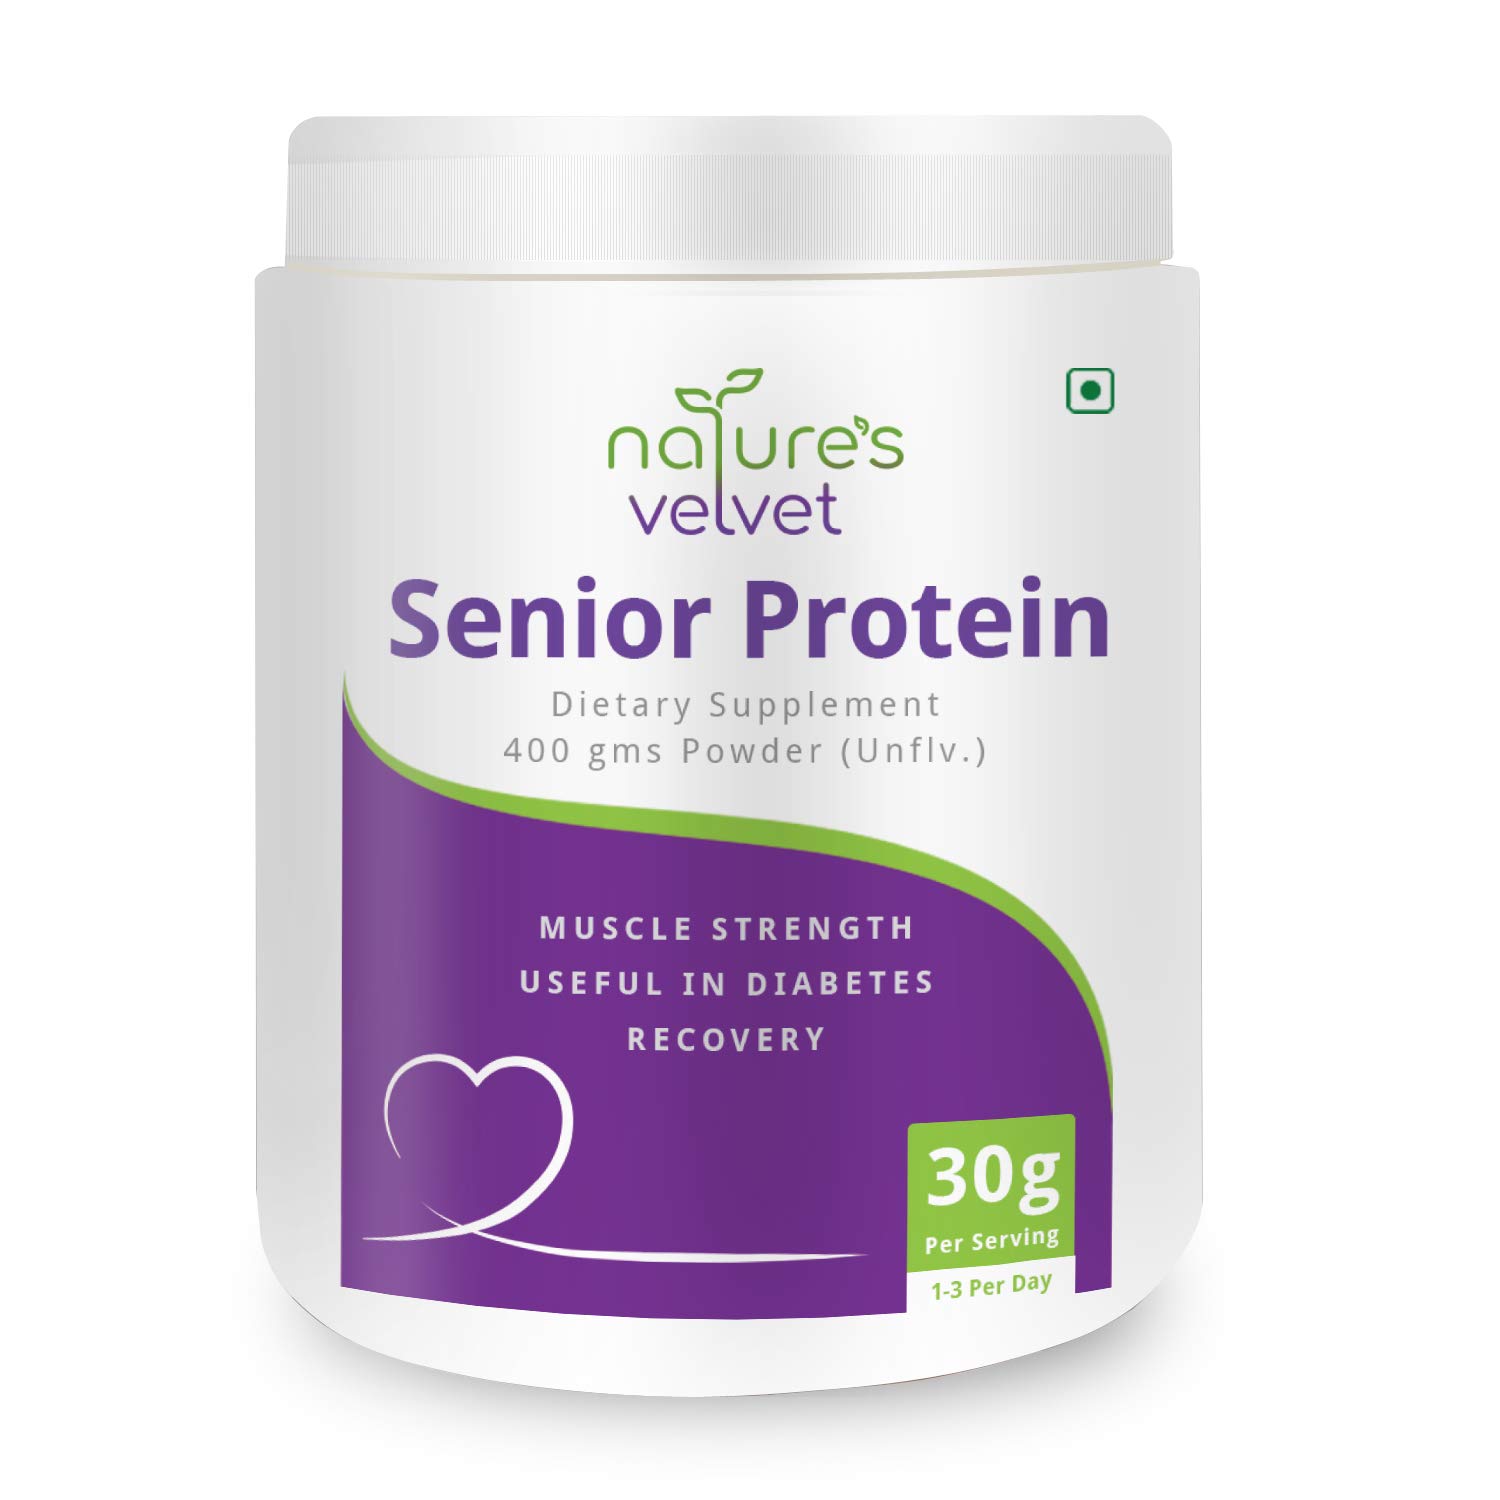 nature's
velvet
Senior Protein
Dietary Supplement
400 gms Powder (Unflv.)
MUSCLE STRENGTH
USEFUL IN DIABETES
RECOVERY
30g
Per Serving
1-3 Per Day